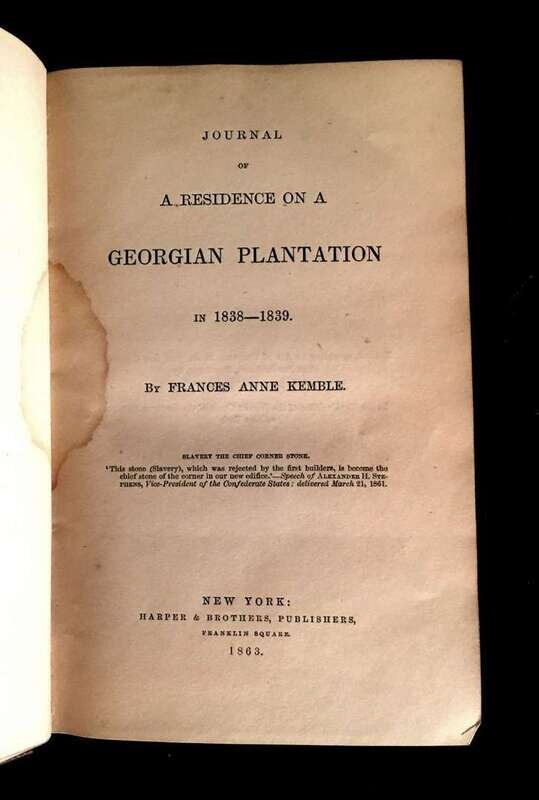 JOURNAL
OF
A RESIDENCE ON A
GEORGIAN PLANTATION
IN 1838—1839.
BY FRANCES ANNE KEMBLE.
SLAVERY THE CHIEF CORNER STONE.
'This stone (Slavery), which was rejected by the first builders, is become the
chief stone of the corner in our new edifice.'—Speech of ALEXANDER H. STE-
PHENS, Vice-President of the Confederate States: delivered March 21, 1861.
NEW YORK:
HARPER & BROTHERS, PUBLISHERS,
FRANKLIN SQUARE.
1863.